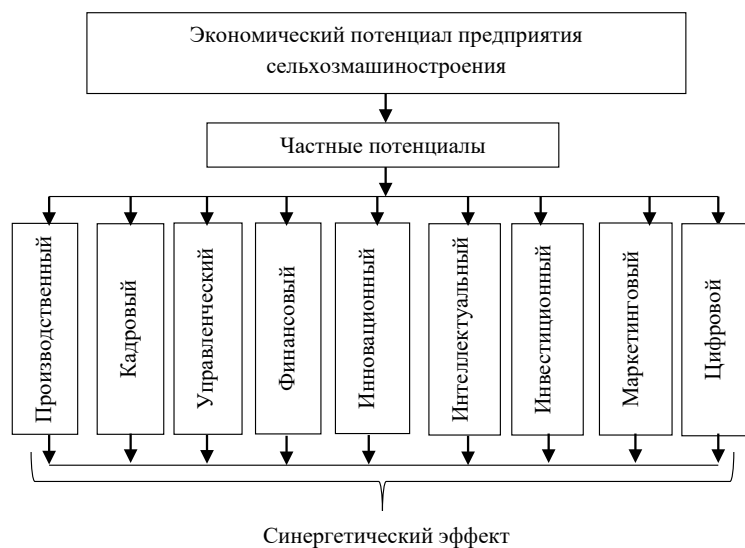 Экономический потенциал предприятия
сельхозмашиностроения
Частные потенциалы
Производственный
Кадровый
Управленческий
Финансовый
Инновационный
Интеллектуальный
Инвестиционный
Маркетинговый
Цифровой
Синергетический эффект